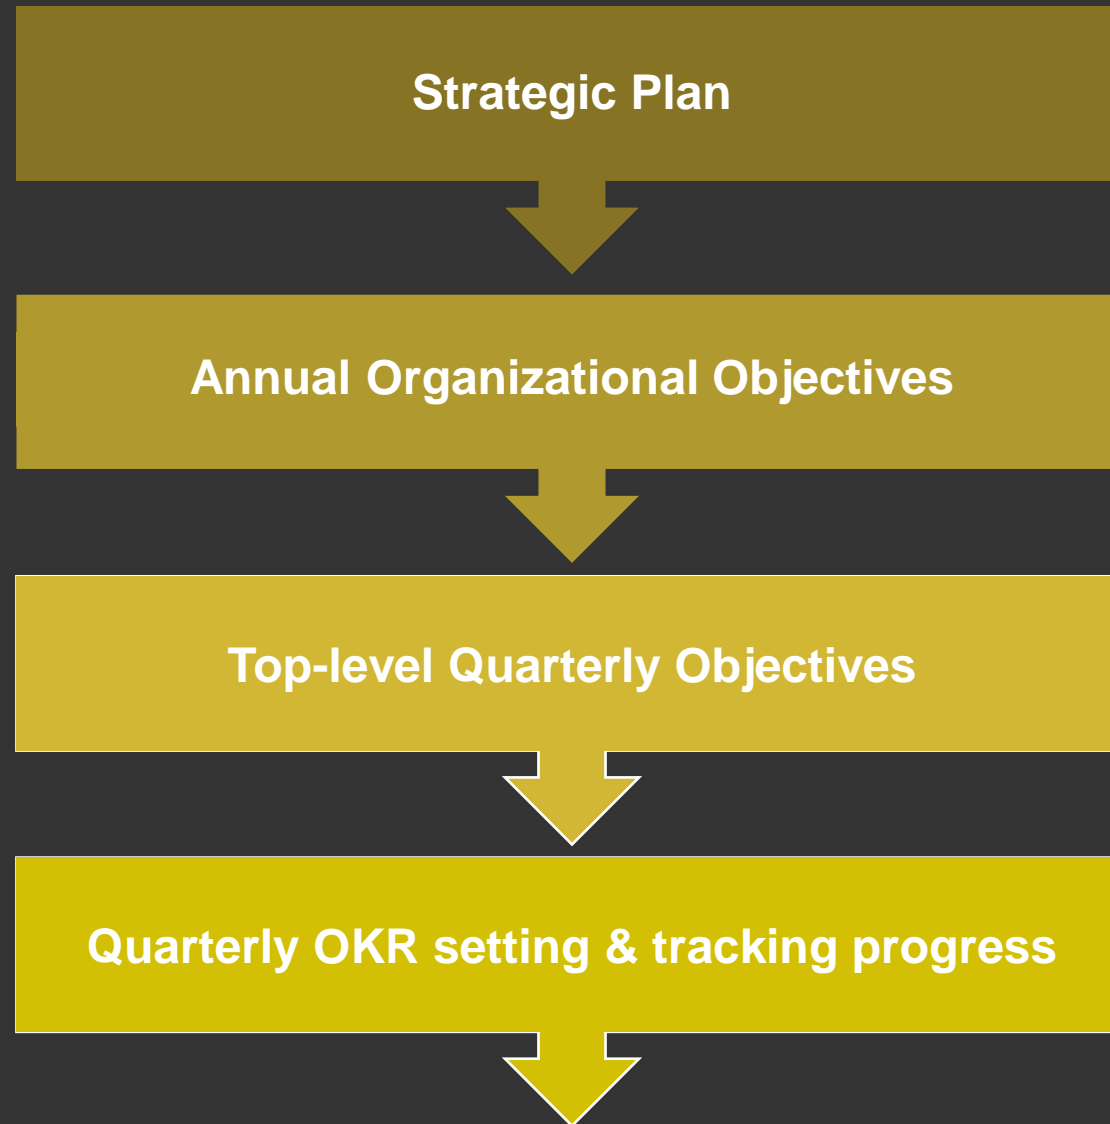 Strategic Plan
Annual Organizational Objectives
Top-level Quarterly Objectives
Quarterly OKR setting & tracking progress